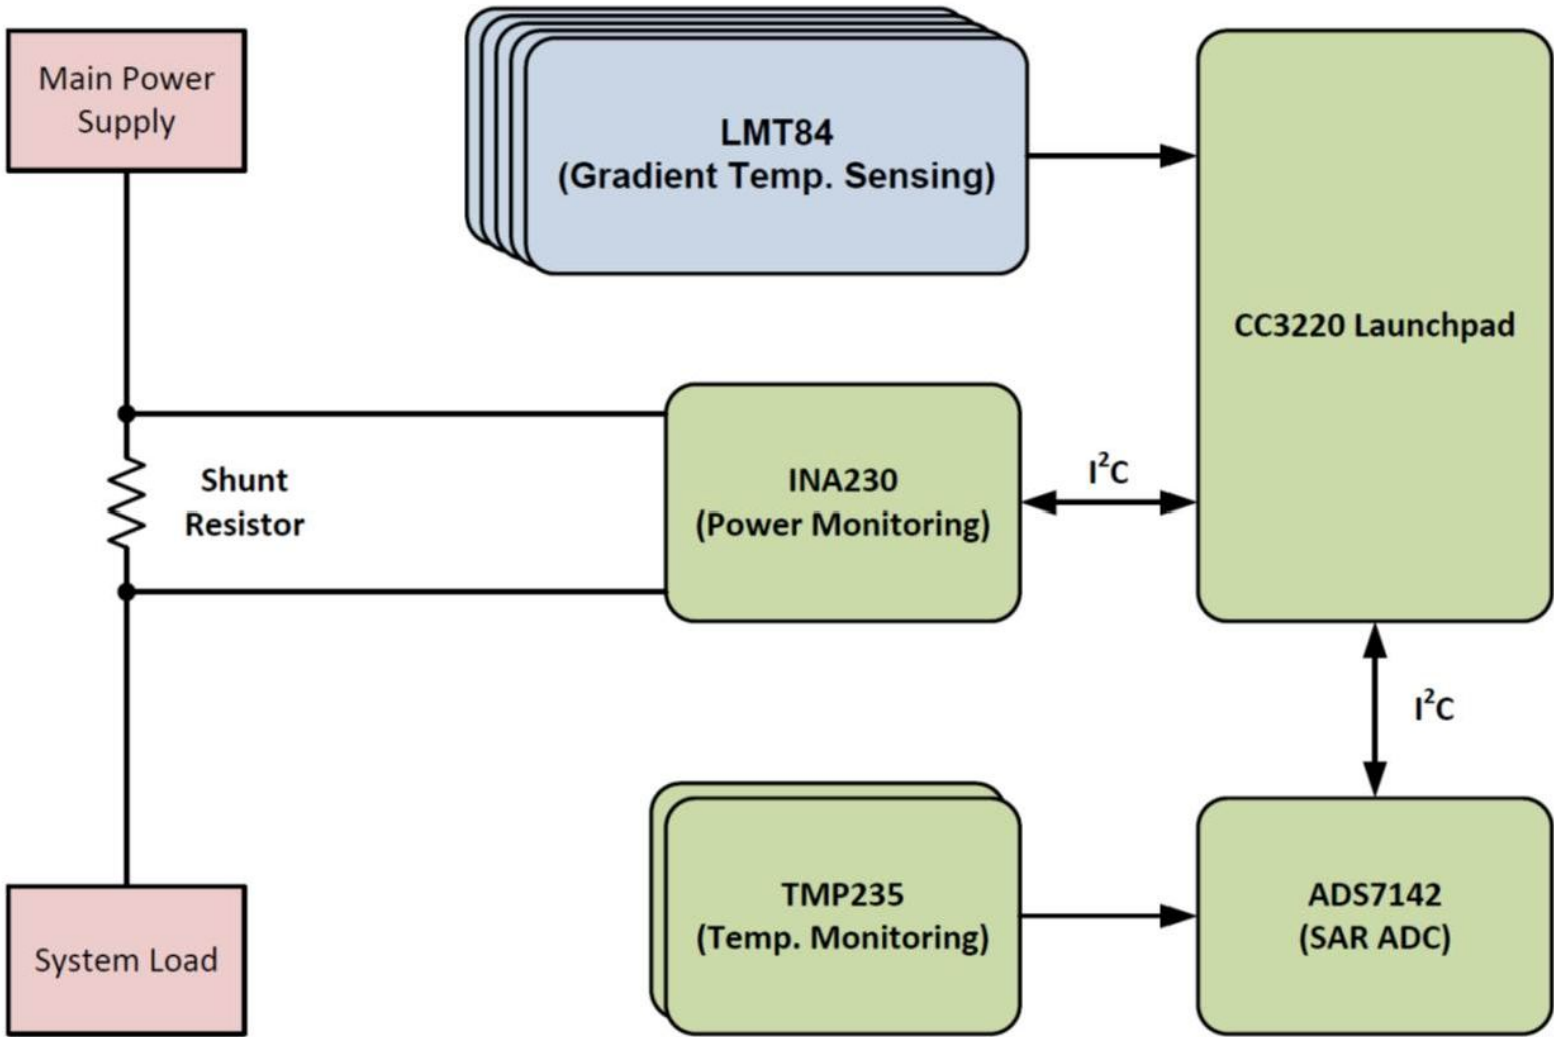 Main Power
Supply
LMT84
(Gradient Temp. Sensing)
CC3220 Launchpad
Shunt
Resistor
INA230
(Power Monitoring)
I²C
I²C
TMP235
(Temp. Monitoring)
ADS7142
(SAR ADC)
System Load